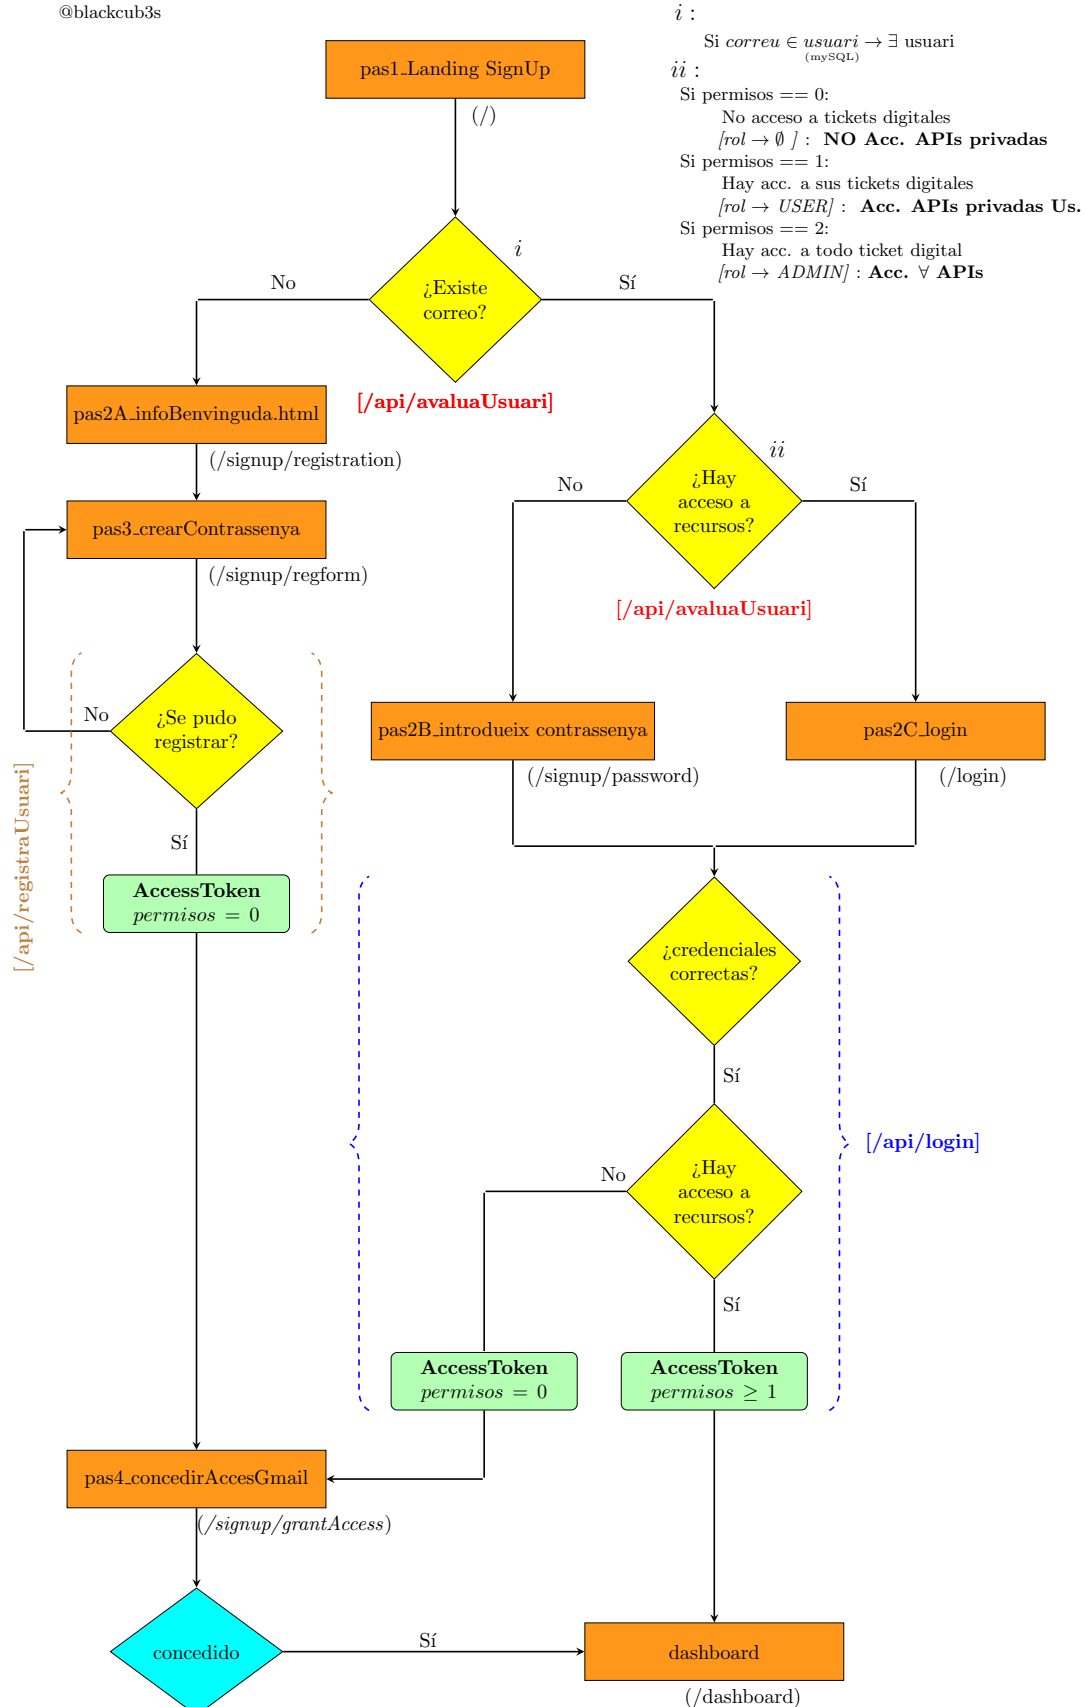 @blackcub3s
i :
Si correu ∈ usuari → ∃ usuari
(mySQL)
ii :
Si permisos == 0:
No acceso a tickets digitales
[rol → ∅ ] : NO Acc. APIs privadas
Si permisos == 1:
Hay acc. a sus tickets digitales
[rol → USER] : Acc. APIs privadas Us.
Si permisos == 2:
Hay acc. a todo ticket digital
[rol → ADMIN] : Acc. ∀ APIs
pas1_Landing SignUp
(/)
i
¿Existe
correo?
No
Sí
[/api/avaluaUsuari]
pas2A_infoBenvinguda.html
(/signup/registration)
ii
¿Hay
acceso a
recursos?
No
Sí
[/api/avaluaUsuari]
pas3_crearContrassenya
(/signup/regform)
¿Se pudo
registrar?
No
Sí
[/api/registraUsuari]
AccessToken
permisos = 0
pas2B_introdueix contrassenya
(/signup/password)
pas2C_login
(/login)
¿credenciales
correctas?
Sí
[/api/login]
¿Hay
acceso a
recursos?
No
Sí
AccessToken
permisos = 0
AccessToken
permisos ≥ 1
pas4_concedirAccesGmail
(/signup/grantAccess)
concedido
Sí
dashboard
(/dashboard)